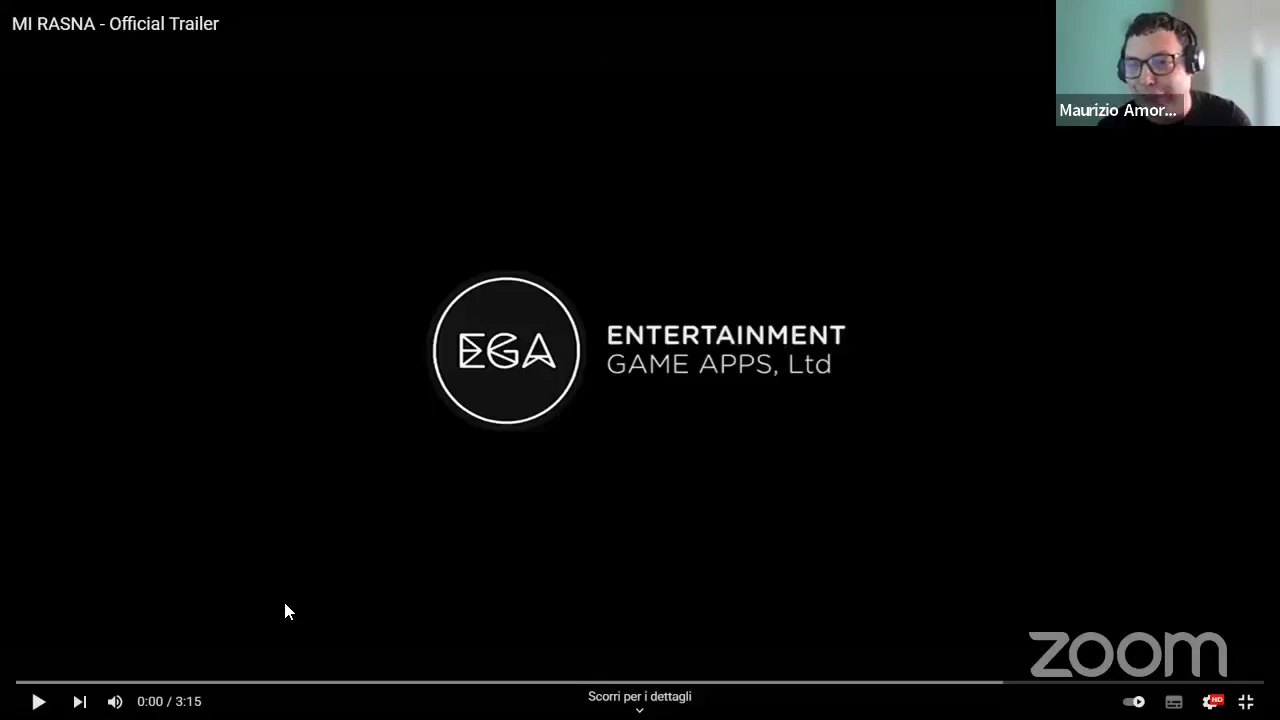 MI RASNA - Official Trailer
Maurizio Amor...
EGA
ENTERTAINMENT
GAME APPS, Ltd
zoom
0:00 / 3:15
Scorri per i dettagli
HD